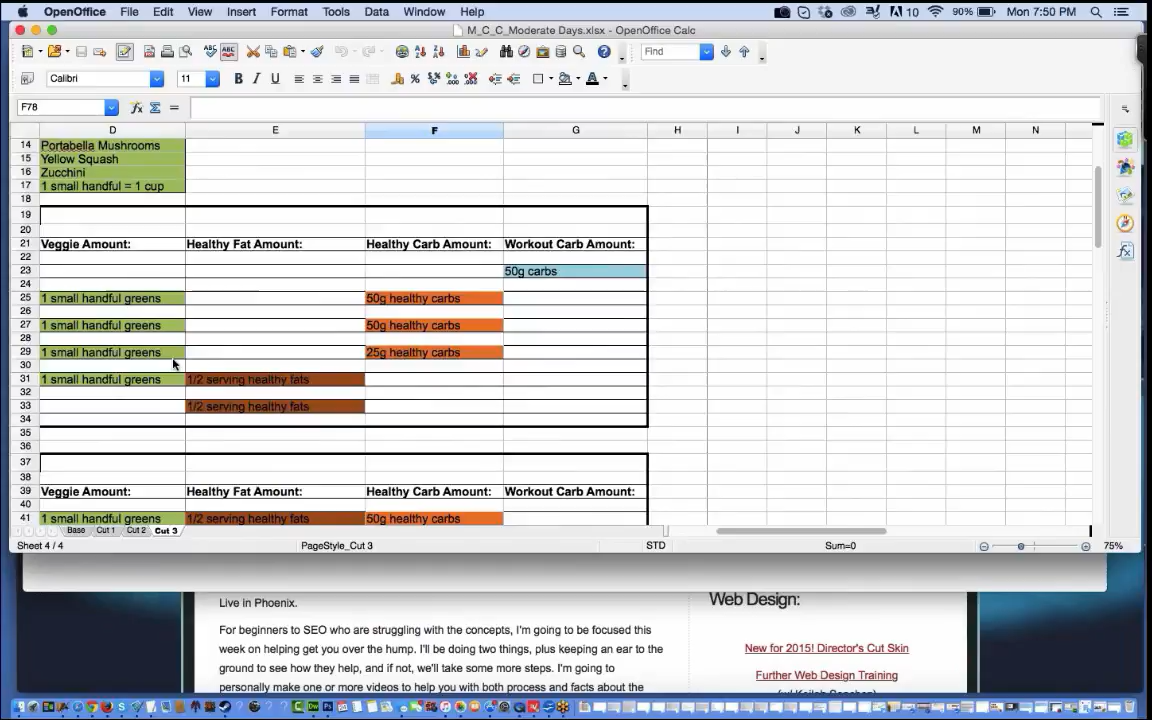 OpenOffice File Edit View Insert Format Tools Data Window Help 10 90% Mon 7:50 PM
M_C_C_Moderate Days.xlsx - OpenOffice Calc
Find
Calibri 11 B I U
F78
D E F G H I J K L M N
14 Portabella Mushrooms
15 Yellow Squash
16 Zucchini
17 1 small handful = 1 cup
18
19
20
21 Veggie Amount: Healthy Fat Amount: Healthy Carb Amount: Workout Carb Amount:
22
23 50g carbs
24
25 1 small handful greens 50g healthy carbs
26
27 1 small handful greens 50g healthy carbs
28
29 1 small handful greens 25g healthy carbs
30
31 1 small handful greens 1/2 serving healthy fats
32
33 1/2 serving healthy fats
34
35
36
37
38
39 Veggie Amount: Healthy Fat Amount: Healthy Carb Amount: Workout Carb Amount:
40
41 1 small handful greens 1/2 serving healthy fats 50g healthy carbs
Base Cut 1 Cut 2 Cut 3
Sheet 4 / 4 PageStyle_Cut 3 STD Sum=0 75%
Live in Phoenix.
Web Design:
For beginners to SEO who are struggling with the concepts, I'm going to be focused this
week on helping get you over the hump. I'll be doing two things, plus keeping an ear to the
ground to see how they help, and if not, we'll take some more steps. I'm going to
personally make one or more videos to help you with both process and facts about the
New for 2015! Director's Cut Skin
Further Web Design Training